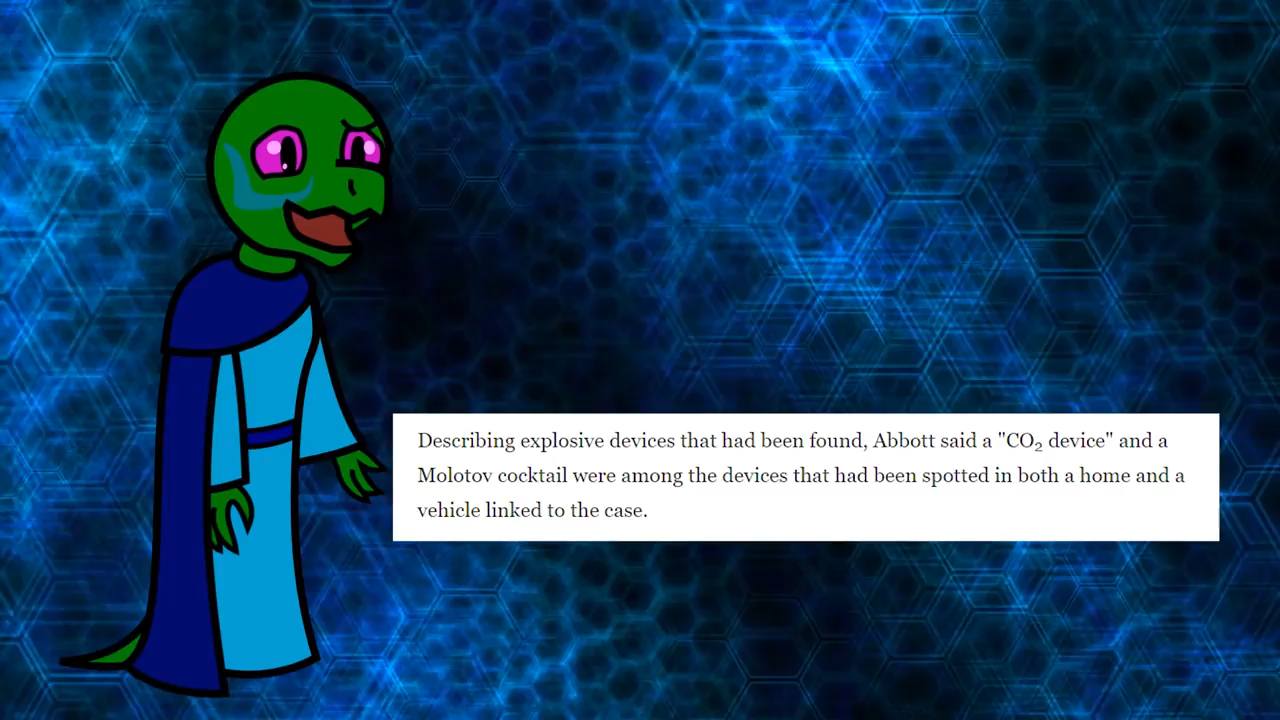 Describing explosive devices that had been found, Abbott said a "CO₂ device" and a
Molotov cocktail were among the devices that had been spotted in both a home and a
vehicle linked to the case.